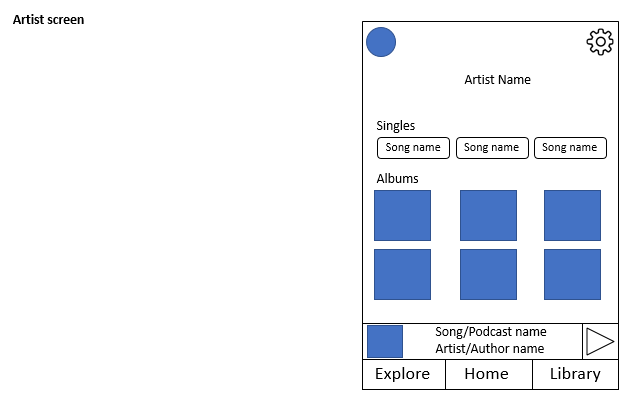 Artist screen
Artist Name
Singles
Song name Song name Song name
Albums
Song/Podcast name
Artist/Author name
Explore Home Library